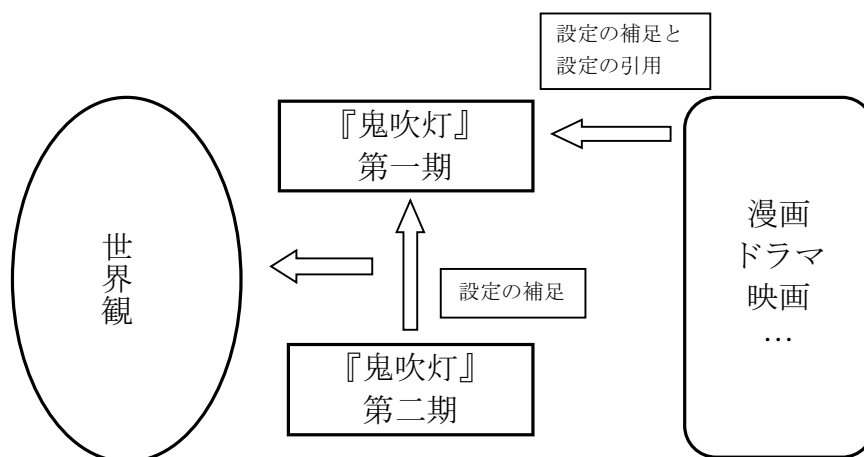 設定の補足と
設定の引用
『鬼吹灯』
第一期
世界観
漫画
ドラマ
映画
…
設定の補足
『鬼吹灯』
第二期